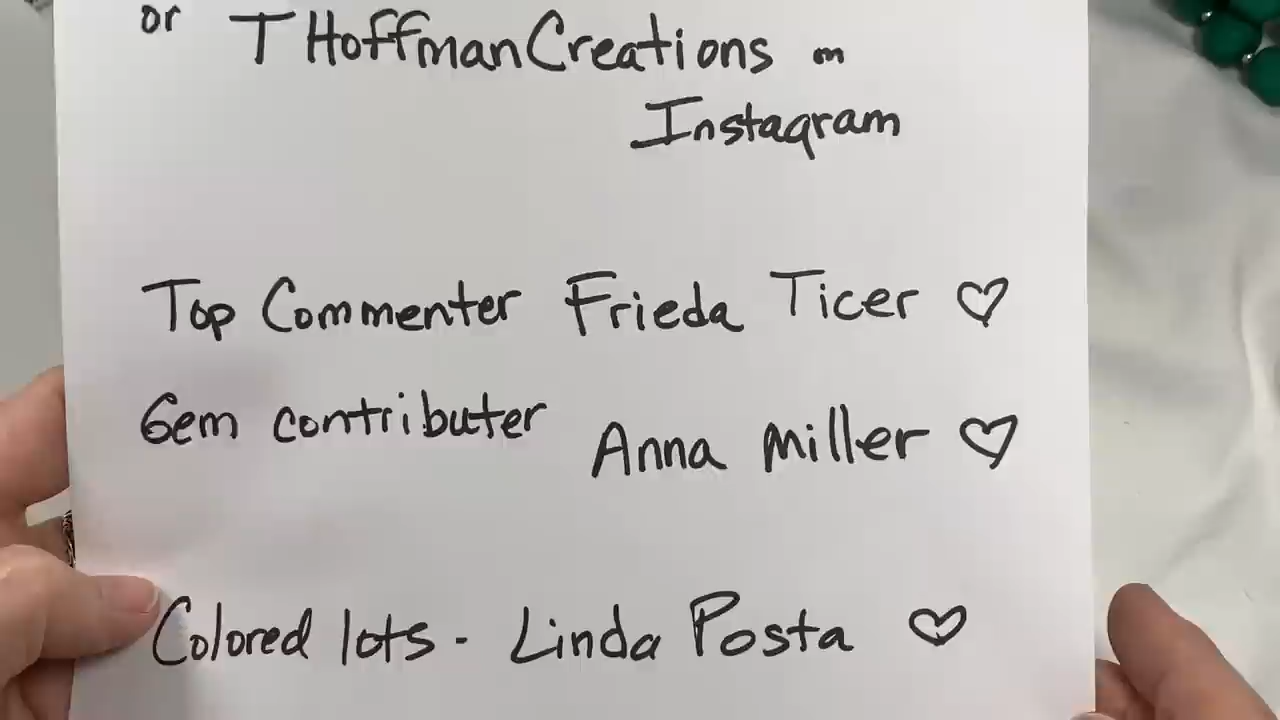 or THoffmanCreations on
Instagram
Top Commenter Frieda Ticer ♡
Gem contributer Anna Miller ♡
Colored lots - Linda Posta ♡